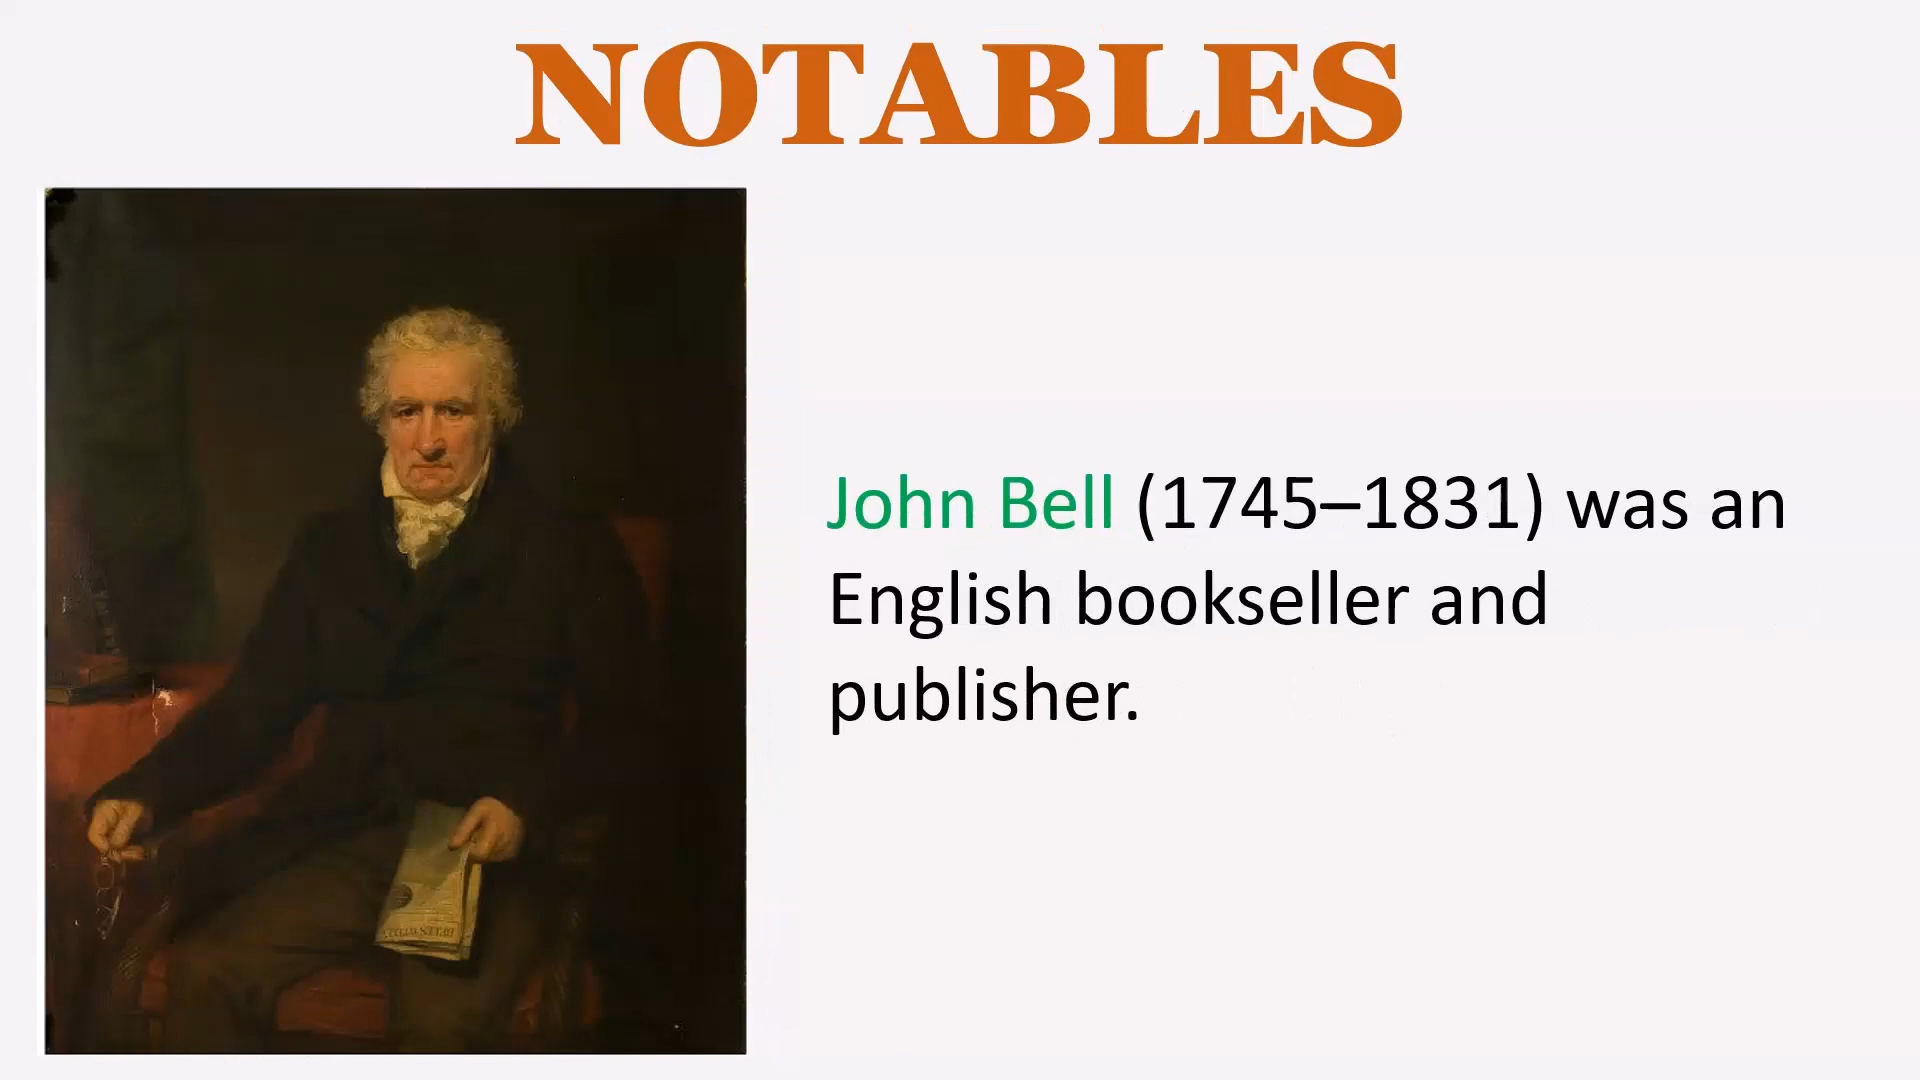 NOTABLES
John Bell (1745–1831) was an
English bookseller and
publisher.